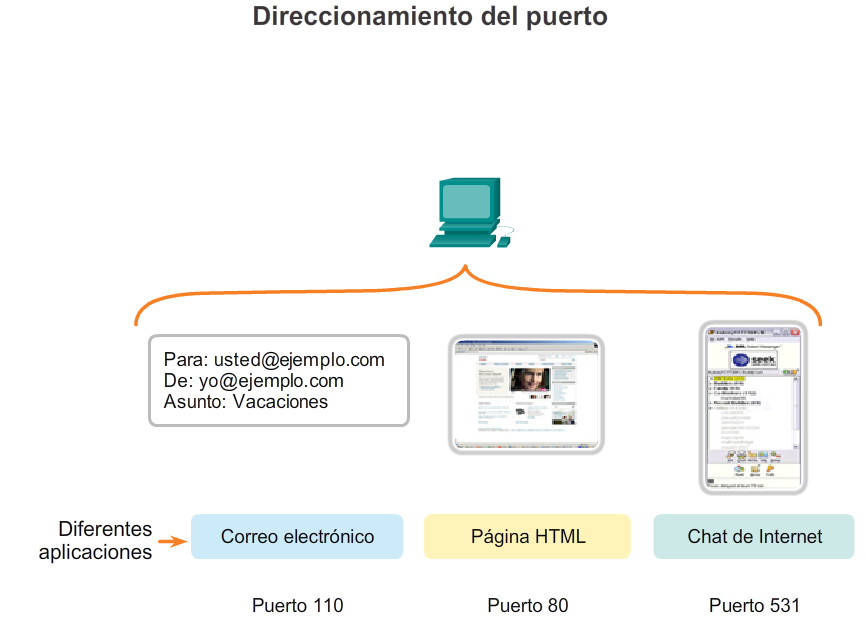 Direccionamiento del puerto
Para: usted@ejemplo.com
De: yo@ejemplo.com
Asunto: Vacaciones
seek
Diferentes
aplicaciones
Correo electrónico
Página HTML
Chat de Internet
Puerto 110
Puerto 80
Puerto 531